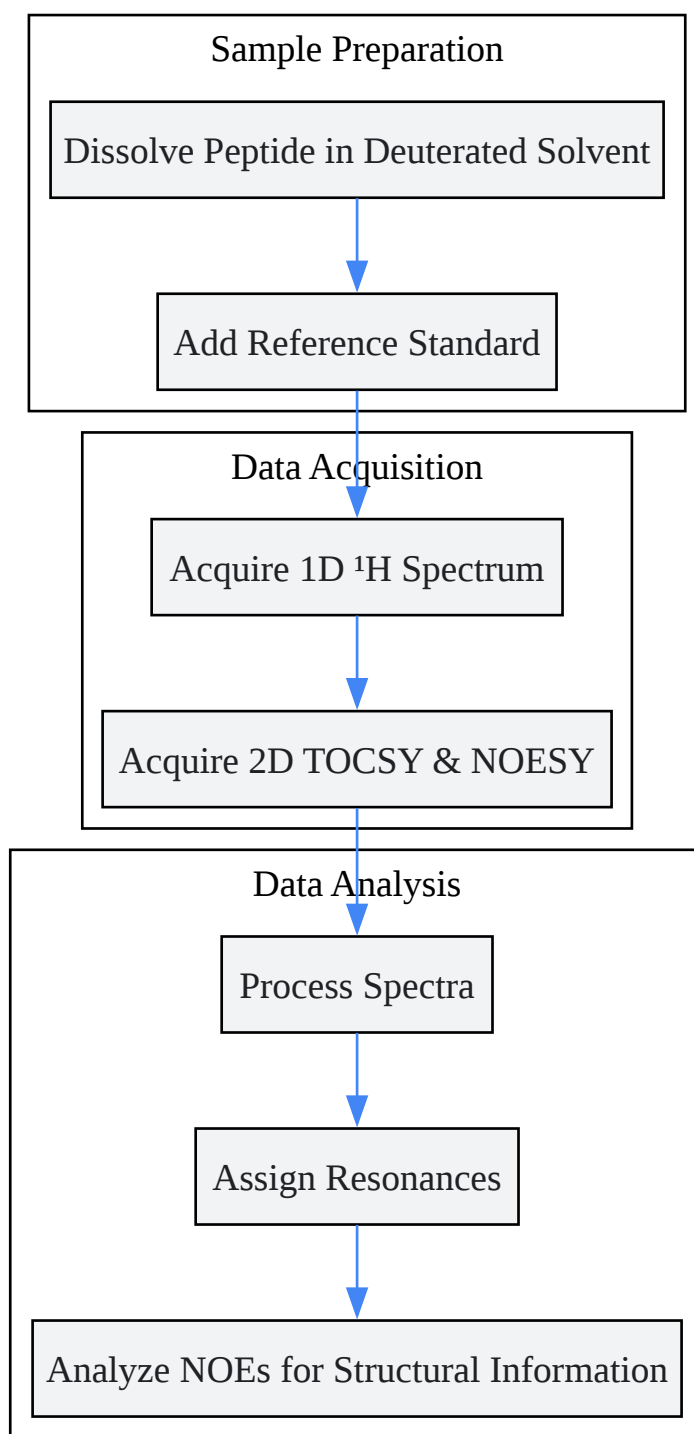 Sample Preparation
Dissolve Peptide in Deuterated Solvent
Add Reference Standard
Data Acquisition
Acquire 1D ¹H Spectrum
Acquire 2D TOCSY & NOESY
Data Analysis
Process Spectra
Assign Resonances
Analyze NOEs for Structural Information